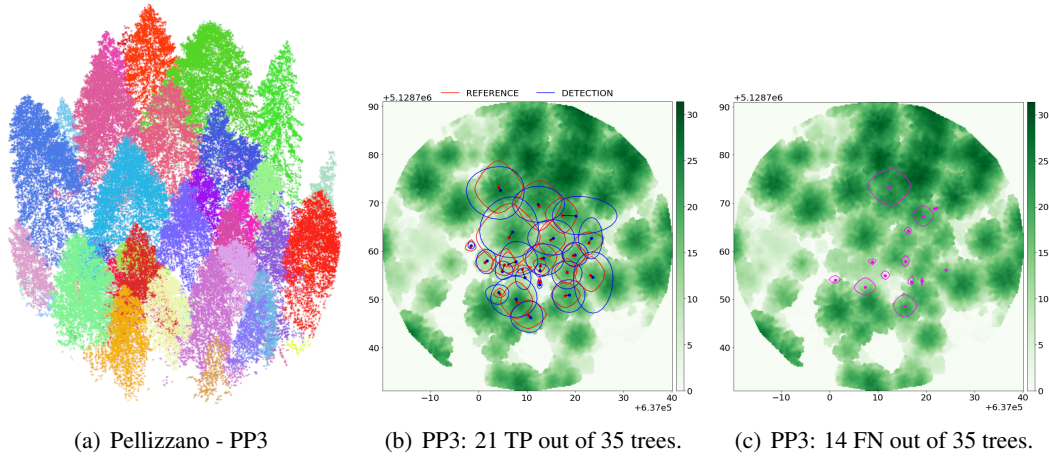 REFERENCE DETECTION
+5.1287e6
90
80
70
60
50
40
−10 0 10 20 30 40
+6.37e5
30
25
20
15
10
5
0
+5.1287e6
90
80
70
60
50
40
−10 0 10 20 30 40
+6.37e5
30
25
20
15
10
5
0
(a) Pellizzano - PP3
(b) PP3: 21 TP out of 35 trees.
(c) PP3: 14 FN out of 35 trees.